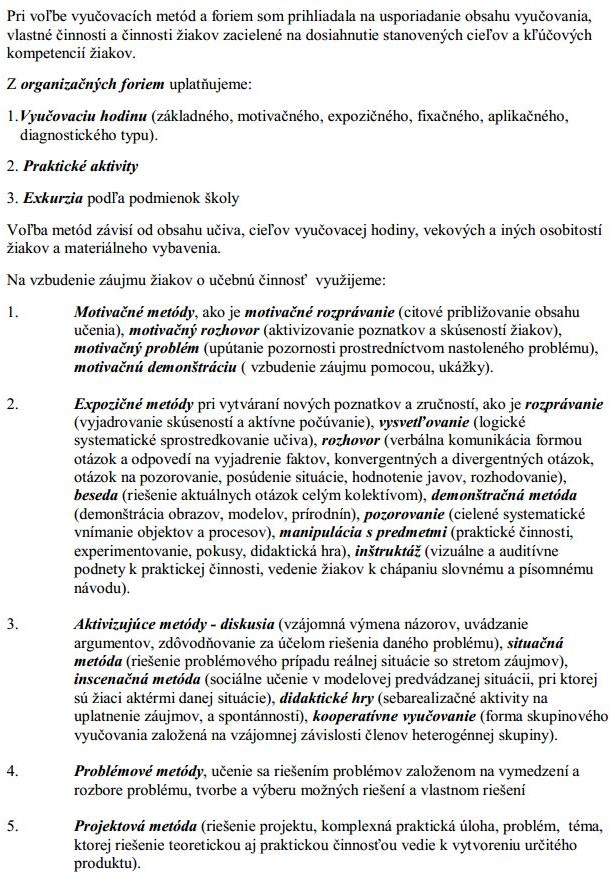 Pri voľbe vyučovacích metód a foriem som prihliadala na usporiadanie obsahu vyučovania,
vlastné činnosti a činnosti žiakov zacielené na dosiahnutie stanovených cieľov a kľúčových
kompetencií žiakov.
Z organizačných foriem uplatňujeme:
1.Vyučovaciu hodinu (základného, motivačného, expozičného, fixačného, aplikačného,
diagnostického typu).
2. Praktické aktivity
3. Exkurzia podľa podmienok školy
Voľba metód závisí od obsahu učiva, cieľov vyučovacej hodiny, vekových a iných osobitostí
žiakov a materiálneho vybavenia.
Na vzbudenie záujmu žiakov o učebnú činnosť využijeme:
1. Motivačné metódy, ako je motivačné rozprávanie (citové približovanie obsahu
učenia), motivačný rozhovor (aktivizovanie poznatkov a skúseností žiakov),
motivačný problém (upútanie pozornosti prostredníctvom nastoleného problému),
motivačnú demonštráciu ( vzbudenie záujmu pomocou, ukážky).
2. Expozičné metódy pri vytváraní nových poznatkov a zručností, ako je rozprávanie
(vyjadrovanie skúseností a aktívne počúvanie), vysvetľovanie (logické
systematické sprostredkovanie učiva), rozhovor (verbálna komunikácia formou
otázok a odpovedí na vyjadrenie faktov, konvergentných a divergentných otázok,
otázok na pozorovanie, posúdenie situácie, hodnotenie javov, rozhodovanie),
beseda (riešenie aktuálnych otázok celým kolektívom), demonštračná metóda
(demonštrácia obrazov, modelov, prírodnín), pozorovanie (cielené systematické
vnímanie objektov a procesov), manipulácia s predmetmi (praktické činnosti,
experimentovanie, pokusy, didaktická hra), inštruktáž (vizuálne a auditívne
podnety k praktickej činnosti, vedenie žiakov k chápaniu slovnému a písomnému
návodu).
3. Aktivizujúce metódy - diskusia (vzájomná výmena názorov, uvádzanie
argumentov, zdôvodňovanie za účelom riešenia daného problému), situačná
metóda (riešenie problémového prípadu reálnej situácie so stretom záujmov),
inscenačná metóda (sociálne učenie v modelovej predvádzanej situácii, pri ktorej
sú žiaci aktérmi danej situácie), didaktické hry (sebarealizačné aktivity na
uplatnenie záujmov, a spontánnosti), kooperatívne vyučovanie (forma skupinového
vyučovania založená na vzájomnej závislosti členov heterogénnej skupiny).
4. Problémové metódy, učenie sa riešením problémov založenom na vymedzení a
rozbore problému, tvorbe a výberu možných riešení a vlastnom riešení
5. Projektová metóda (riešenie projektu, komplexná praktická úloha, problém, téma,
ktorej riešenie teoretickou aj praktickou činnosťou vedie k vytvoreniu určitého
produktu).